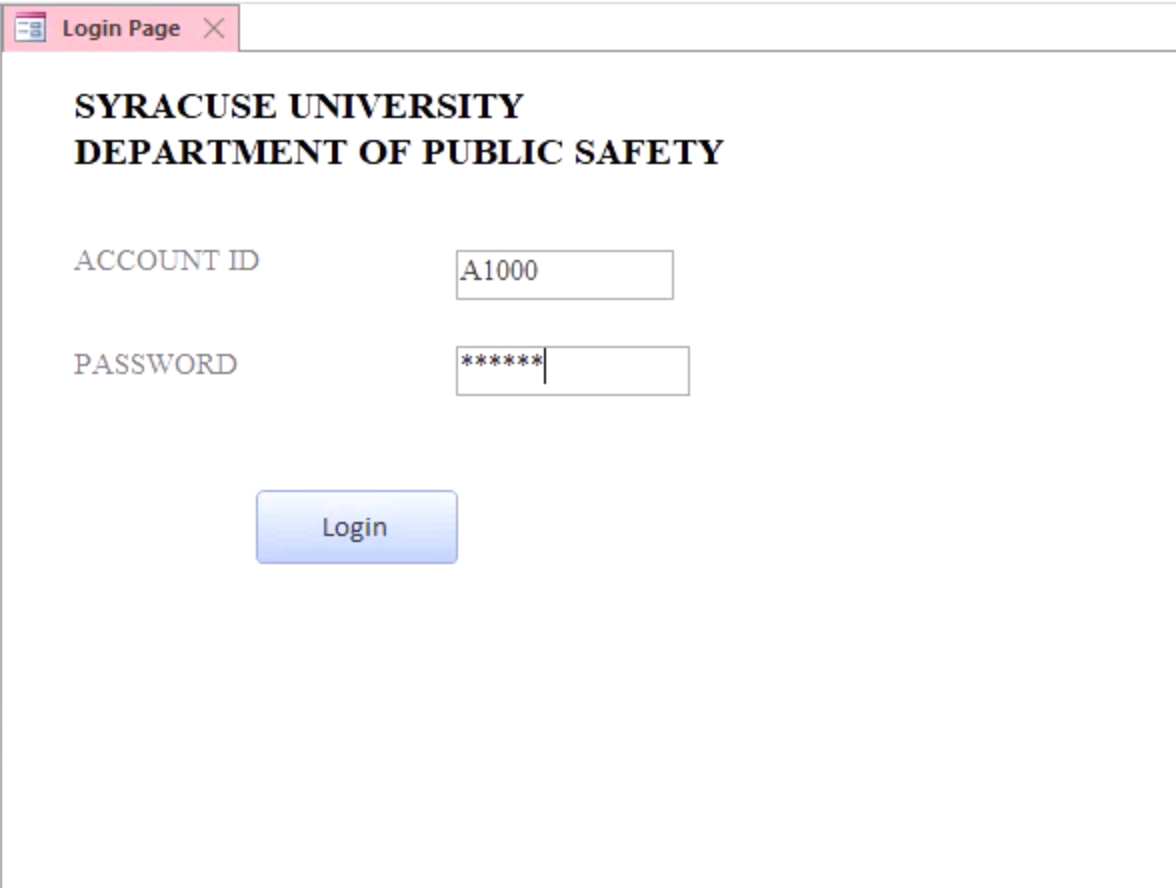 Login Page
SYRACUSE UNIVERSITY
DEPARTMENT OF PUBLIC SAFETY
ACCOUNT ID A1000
PASSWORD ******
Login